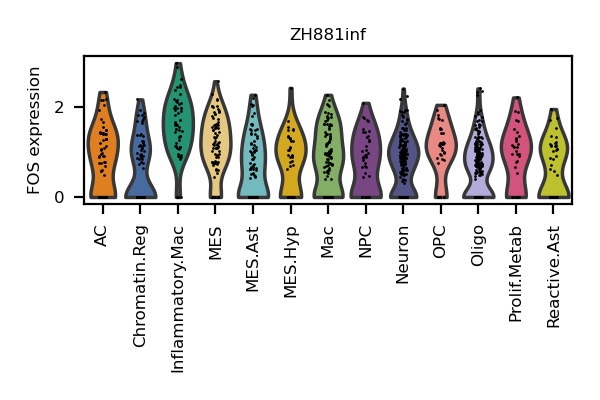 ZH881inf
FOS expression
2
0
AC
Chromatin.Reg
Inflammatory.Mac
MES
MES.Ast
MES.Hyp
Mac
NPC
Neuron
OPC
Oligo
Prolif.Metab
Reactive.Ast